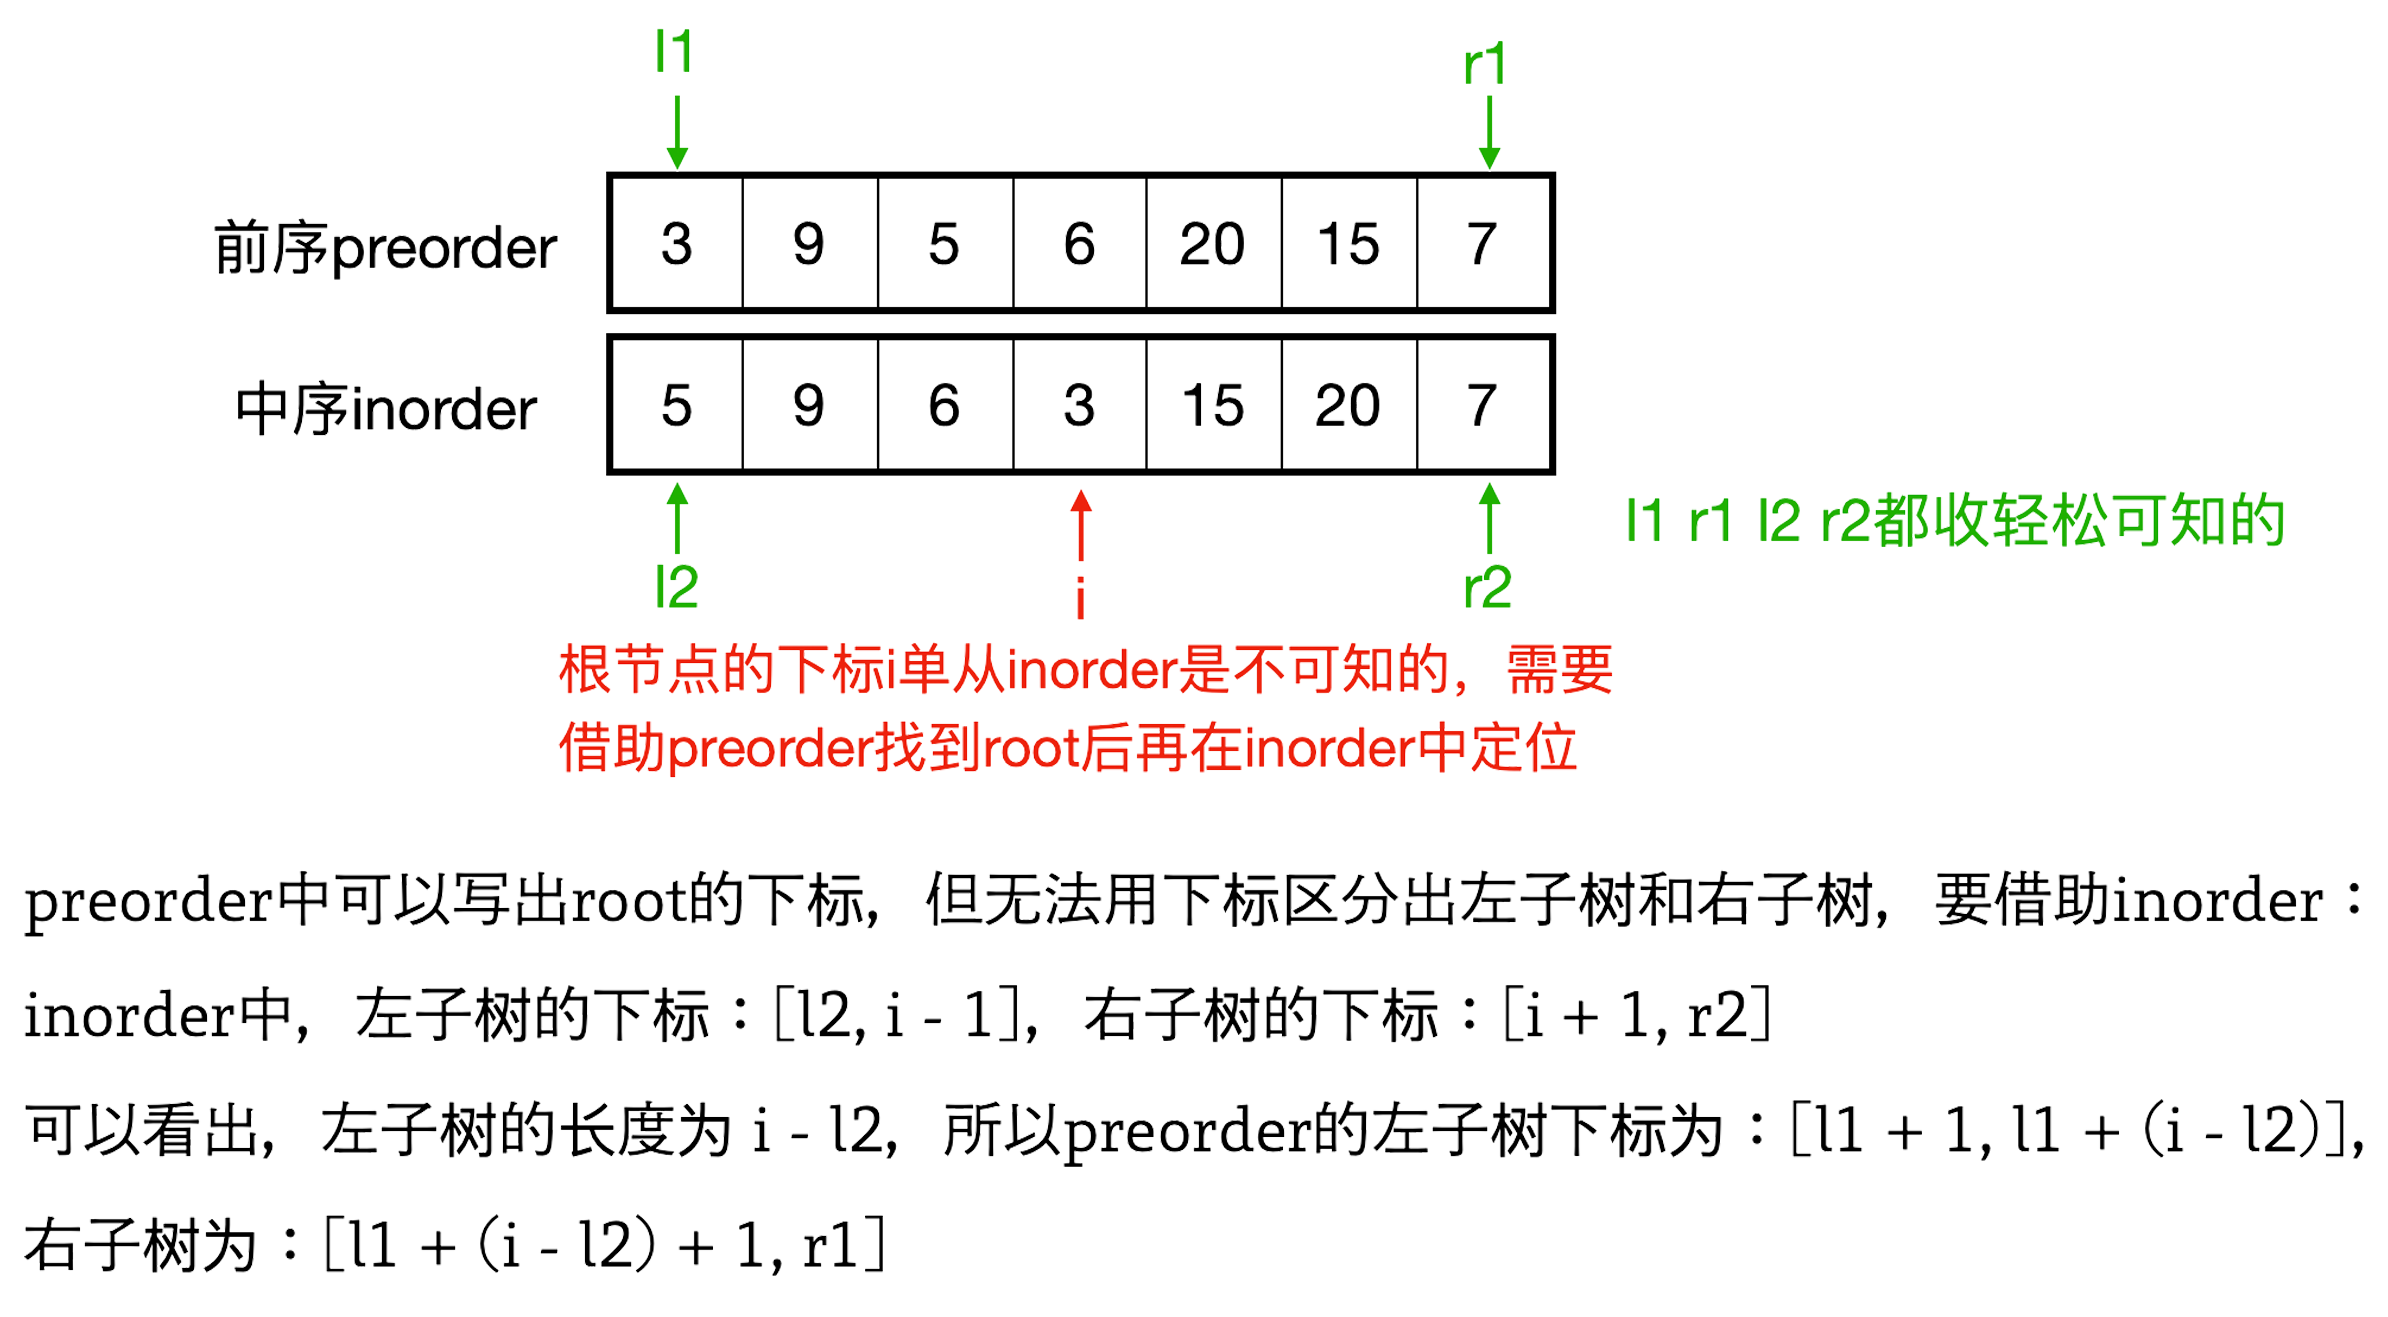 l1 r1
前序preorder 3 9 5 6 20 15 7
中序inorder 5 9 6 3 15 20 7
l2 i r2
l1 r1 l2 r2都收轻松可知的
根节点的下标i单从inorder是不可知的，需要
借助preorder找到root后再在inorder中定位
preorder中可以写出root的下标，但无法用下标区分出左子树和右子树，要借助inorder：
inorder中，左子树的下标：[l2, i - 1]，右子树的下标：[i + 1, r2]
可以看出，左子树的长度为 i - l2，所以preorder的左子树下标为：[l1 + 1, l1 + (i - l2)]，
右子树为：[l1 + (i - l2) + 1, r1]